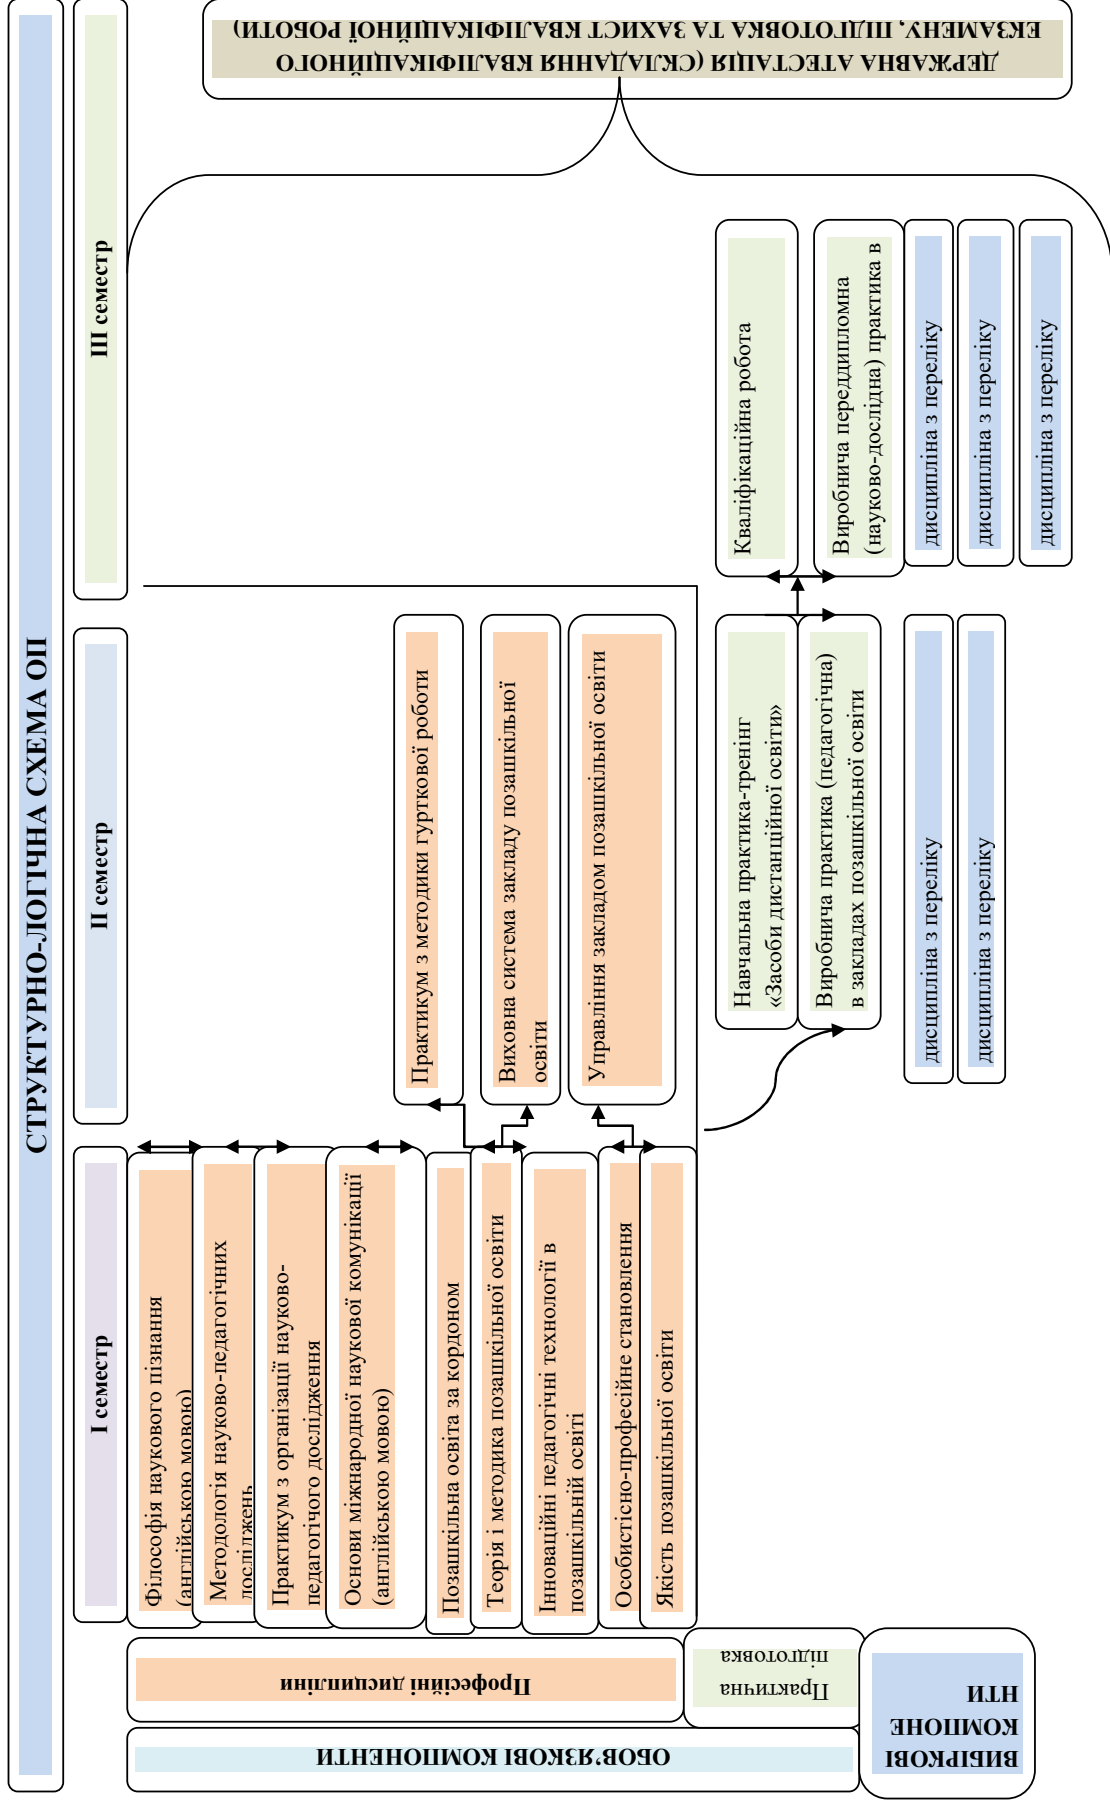 СТРУКТУРНО-ЛОГІЧНА СХЕМА ОП
І семестр
ІІ семестр
ІІІ семестр
ОБОВ’ЯЗКОВІ КОМПОНЕНТИ
Професійні дисципліни
Філософія наукового пізнання
(англійською мовою)
Методологія науково-педагогічних
досліджень
Практикум з організації науково-
педагогічого дослідження
Основи міжнародної наукової комунікації
(англійською мовою)
Позашкільна освіта за кордоном
Теорія і методика позашкільної освіти
Інноваційні педагогічні технології в
позашкільній освіті
Особистісно-професійне становлення
Якість позашкільної освіти
Практикум з методики гурткової роботи
Виховна система закладу позашкільної
освіти
Управління закладом позашкільної освіти
Практична
підготовка
Навчальна практика-тренінг
«Засоби дистанційної освіти»
Виробнича практика (педагогічна)
в закладах позашкільної освіти
Кваліфікаційна робота
Виробнича переддипломна
(науково-дослідна) практика в
ВИБІРКОВІ
КОМПОНЕ
НТИ
дисципліна з переліку
дисципліна з переліку
дисципліна з переліку
дисципліна з переліку
дисципліна з переліку
ДЕРЖАВНА АТЕСТАЦІЯ (СКЛАДАННЯ КВАЛІФІКАЦІЙНОГО
ЕКЗАМЕНУ, ПІДГОТОВКА ТА ЗАХИСТ КВАЛІФІКАЦІЙНОЇ РОБОТИ)